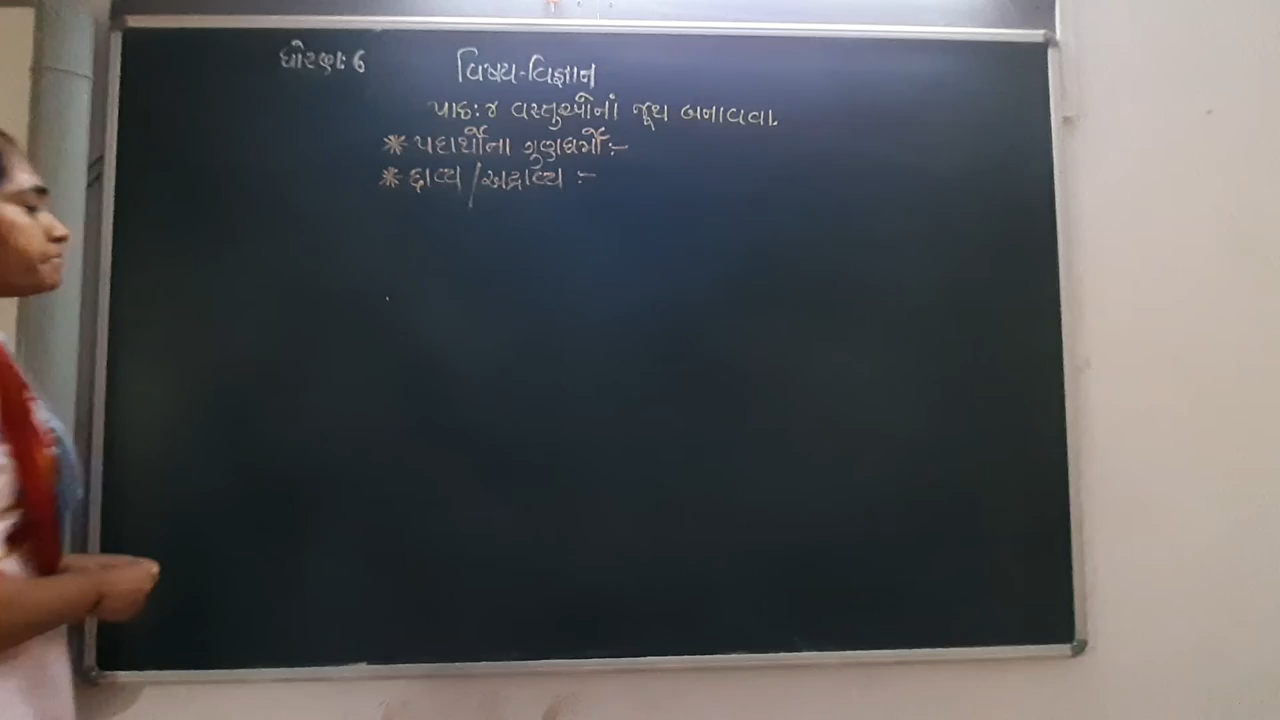 ધોરણ: 6
વિષય-વિજ્ઞાન
પાઠ: ૪ વસ્તુઓનાં જૂથ બનાવવા.
* પદાર્થોના ગુણધર્મો :-
* દ્રાવ્ય / અદ્રાવ્ય :-